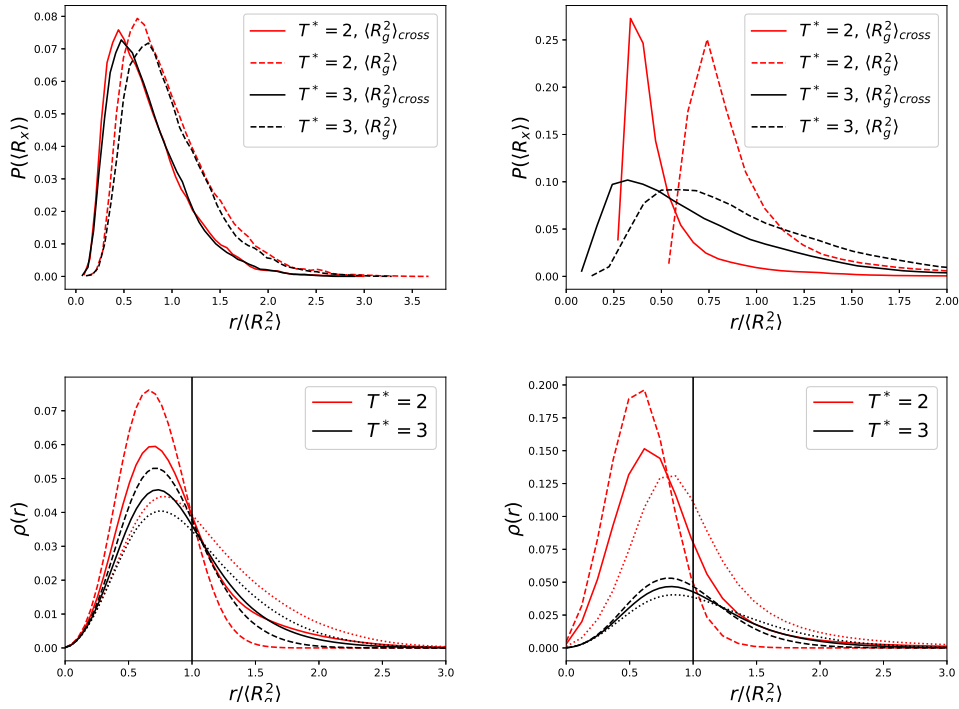 T* = 2, ⟨R_g^2⟩_cross
T* = 2, ⟨R_g^2⟩
T* = 3, ⟨R_g^2⟩_cross
T* = 3, ⟨R_g^2⟩
P(⟨R_x⟩)
0.08
0.07
0.06
0.05
0.04
0.03
0.02
0.01
0.00
0.0 0.5 1.0 1.5 2.0 2.5 3.0 3.5
r/⟨R_g^2⟩
T* = 2, ⟨R_g^2⟩_cross
T* = 2, ⟨R_g^2⟩
T* = 3, ⟨R_g^2⟩_cross
T* = 3, ⟨R_g^2⟩
P(⟨R_x⟩)
0.25
0.20
0.15
0.10
0.05
0.00
0.00 0.25 0.50 0.75 1.00 1.25 1.50 1.75 2.00
r/⟨R_g^2⟩
T* = 2
T* = 3
ρ(r)
0.07
0.06
0.05
0.04
0.03
0.02
0.01
0.00
0.0 0.5 1.0 1.5 2.0 2.5 3.0
r/⟨R_g^2⟩
T* = 2
T* = 3
ρ(r)
0.200
0.175
0.150
0.125
0.100
0.075
0.050
0.025
0.000
0.0 0.5 1.0 1.5 2.0 2.5 3.0
r/⟨R_g^2⟩